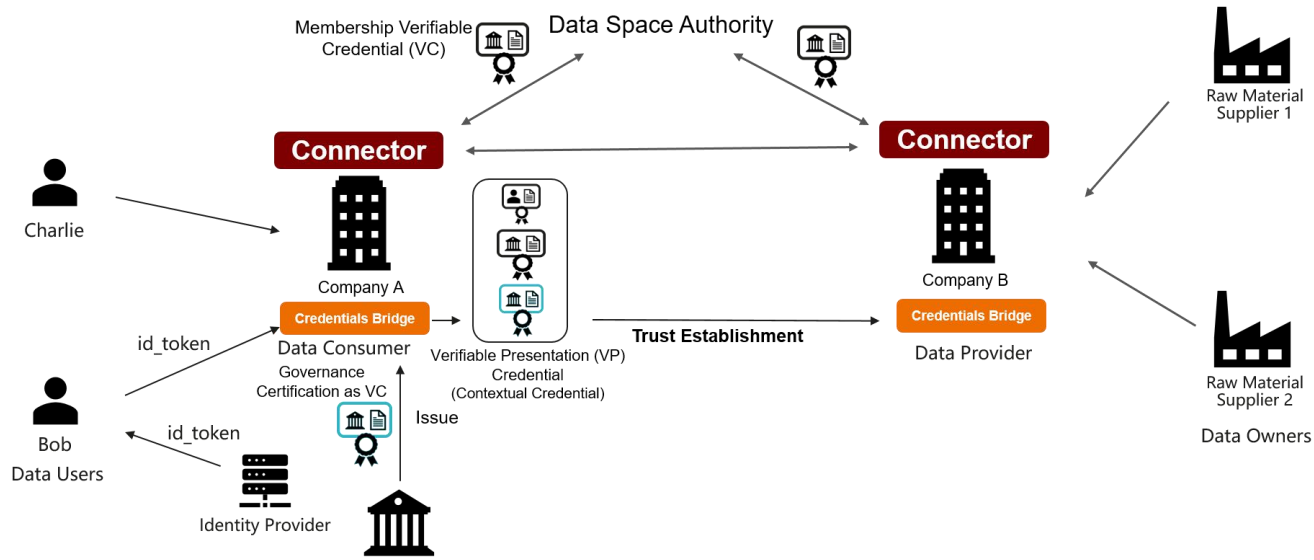 Membership Verifiable
Credential (VC)
Data Space Authority
Raw Material
Supplier 1
Connector
Connector
Charlie
Company A
Company B
Credentials Bridge
Credentials Bridge
id_token
Data Consumer
Verifiable Presentation (VP)
Credential
(Contextual Credential)
Trust Establishment
Data Provider
Governance
Certification as VC
Issue
Raw Material
Supplier 2
Data Owners
Bob
Data Users
id_token
Identity Provider